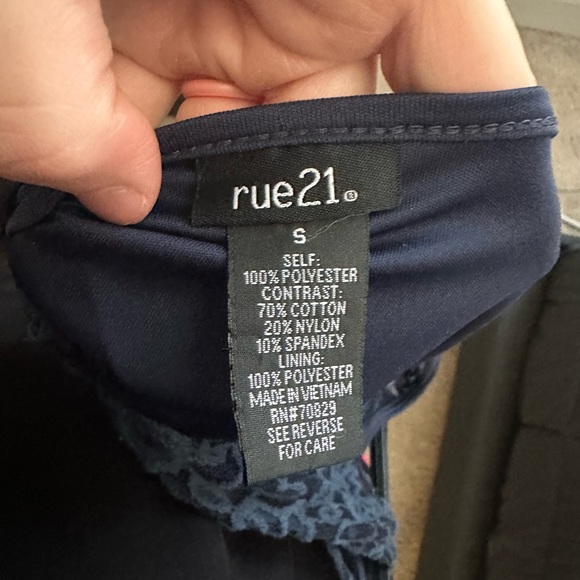 rue21®
S
SELF:
100% POLYESTER
CONTRAST:
70% COTTON
20% NYLON
10% SPANDEX
LINING:
100% POLYESTER
MADE IN VIETNAM
RN#70829
SEE REVERSE
FOR CARE